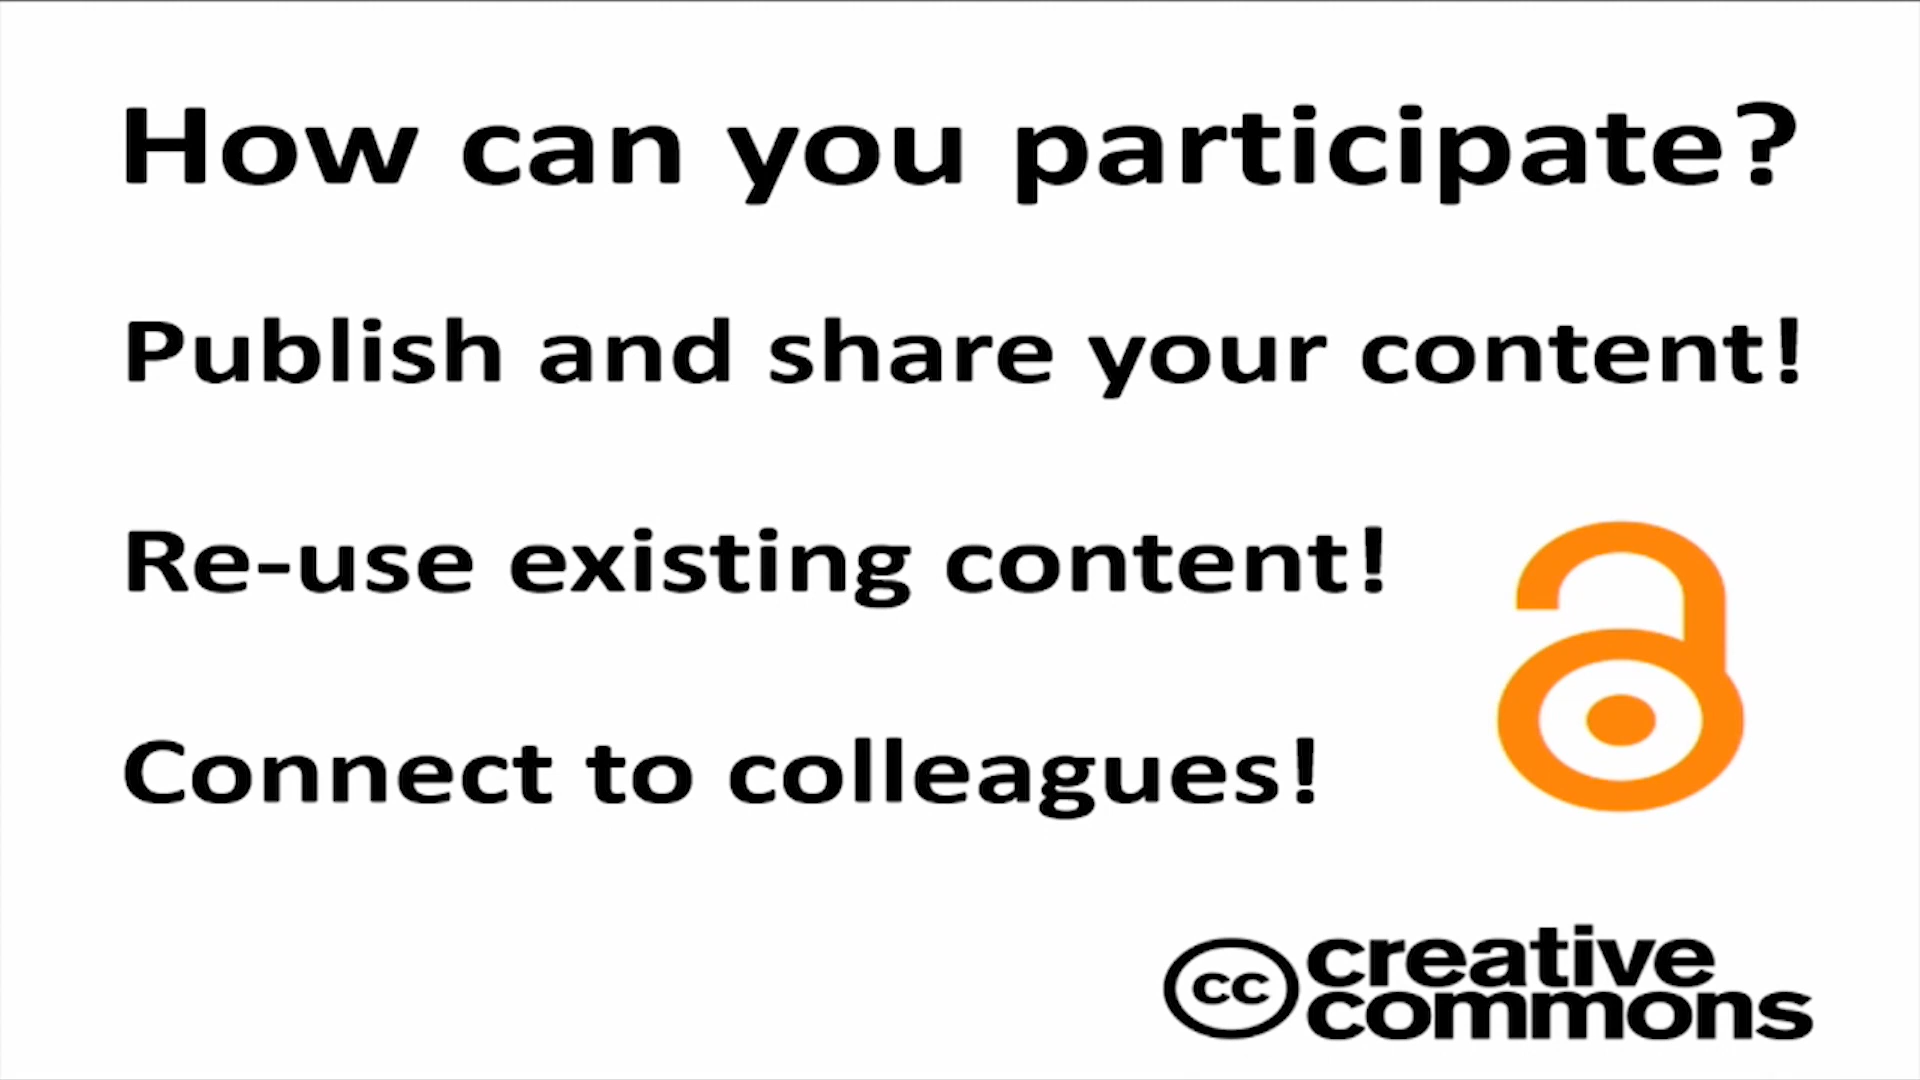 How can you participate?
Publish and share your content!
Re-use existing content!
Connect to colleagues!
cc creative
commons